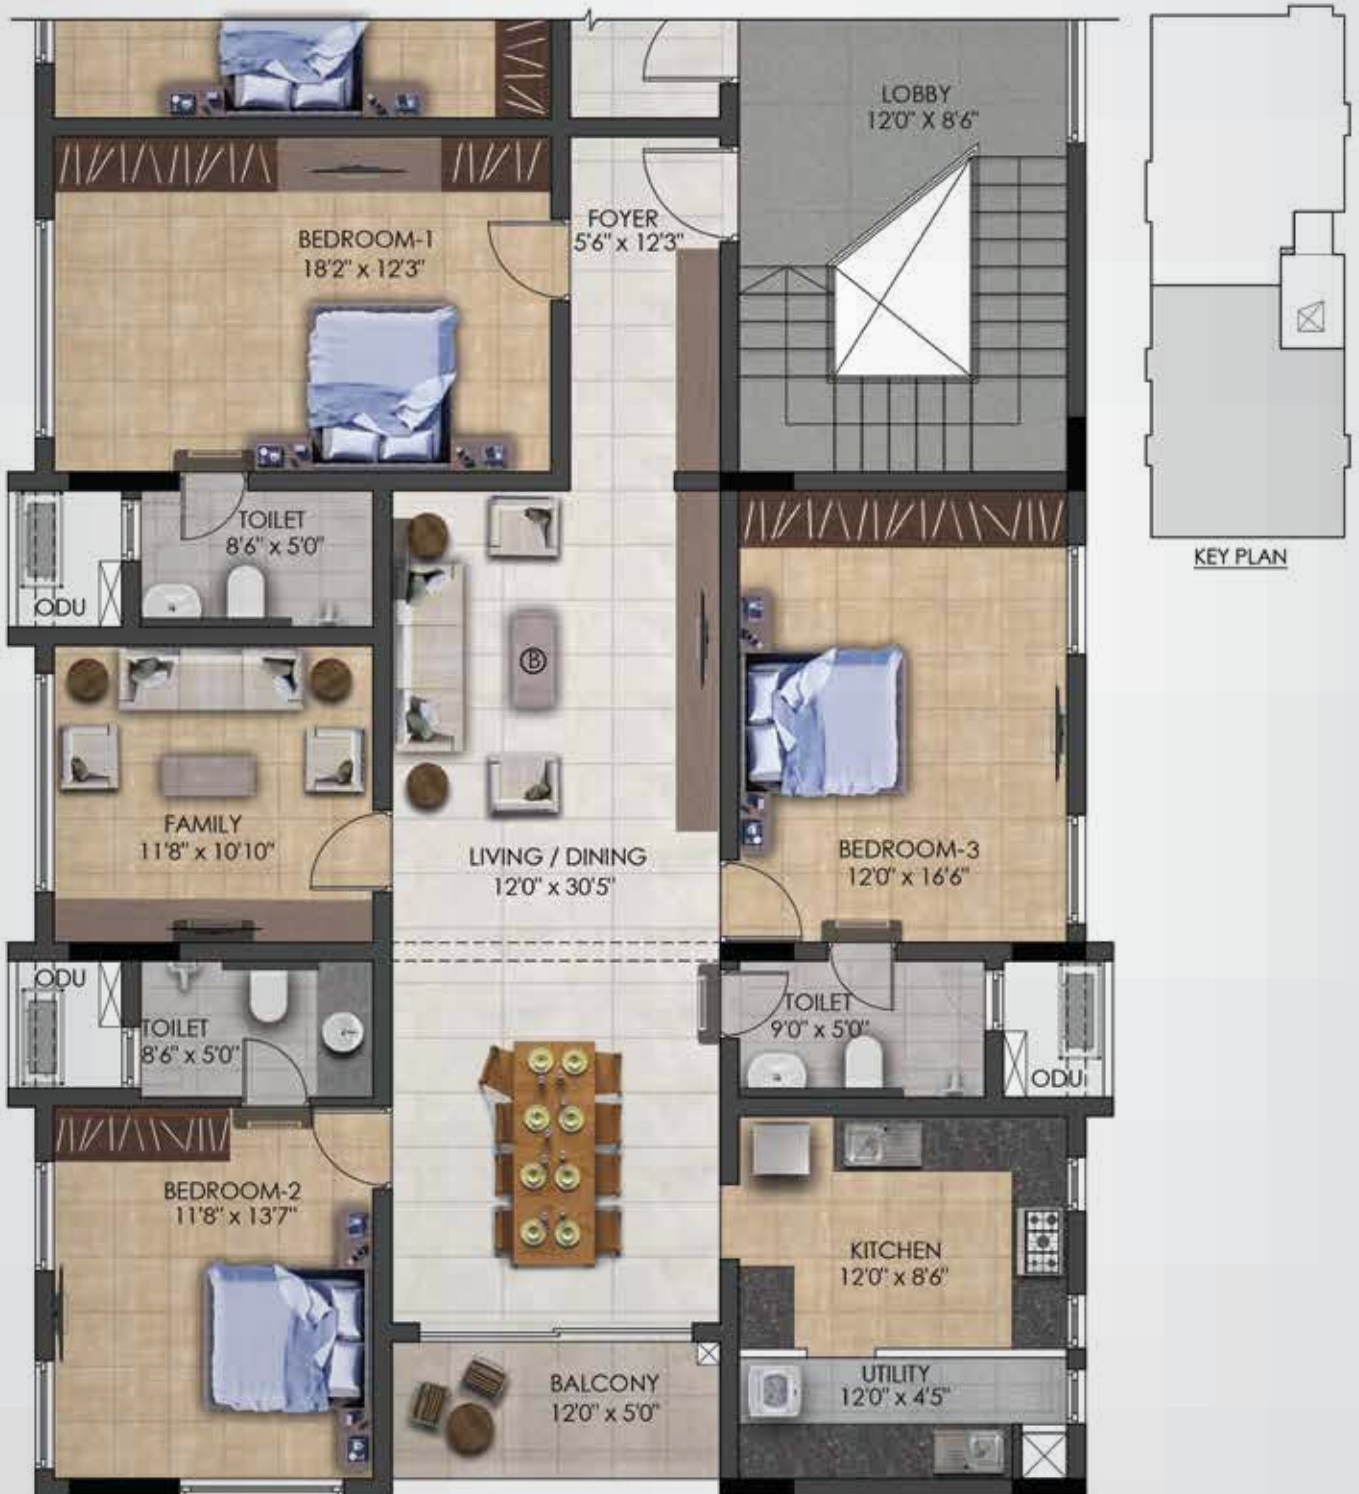 LOBBY
12'0" X 8'6"
FOYER
5'6" x 12'3"
BEDROOM-1
18'2" x 12'3"
KEY PLAN
TOILET
8'6" x 5'0"
ODU
B
FAMILY
11'8" x 10'10"
LIVING / DINING
12'0" x 30'5"
BEDROOM-3
12'0" x 16'6"
ODU
TOILET
8'6" x 5'0"
TOILET
9'0" x 5'0"
ODU
BEDROOM-2
11'8" x 13'7"
KITCHEN
12'0" x 8'6"
BALCONY
12'0" x 5'0"
UTILITY
12'0" x 4'5"